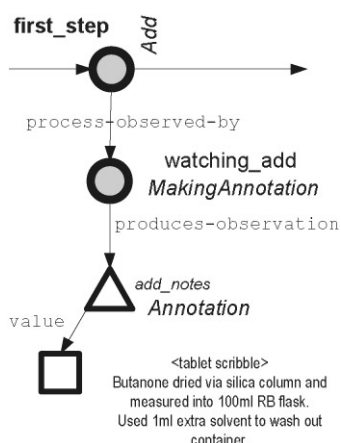 first_step
Add
process-observed-by
watching_add
MakingAnnotation
produces-observation
add_notes
Annotation
value
<tablet scribble>
Butanone dried via silica column and
measured into 100ml RB flask.
Used 1ml extra solvent to wash out
container